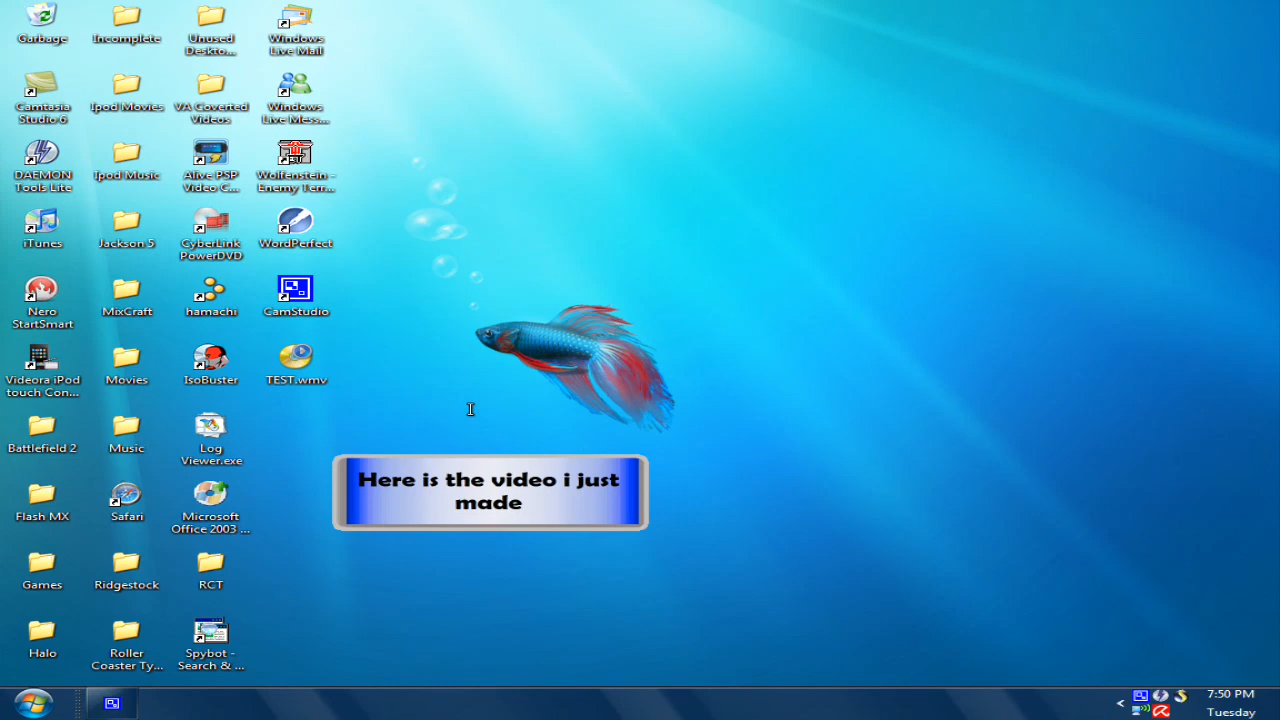 Garbage
Incomplete
Unused
Deskto...
Windows
Live Mail
Camtasia
Studio 6
Ipod Movies
VA Coverted
Videos
Windows
Live Mess...
DAEMON
Tools Lite
Ipod Music
Alive PSP
Video C...
Wolfenstein -
Enemy Terr...
iTunes
Jackson 5
CyberLink
PowerDVD
WordPerfect
Nero
StartSmart
MixCraft
hamachi
CamStudio
Videora iPod
touch Con...
Movies
IsoBuster
TEST.wmv
Battlefield 2
Music
Log
Viewer.exe
Flash MX
Safari
Microsoft
Office 2003 ...
Here is the video i just
made
Games
Ridgestock
RCT
Halo
Roller
Coaster Ty...
Spybot -
Search & ...
7:50 PM
Tuesday